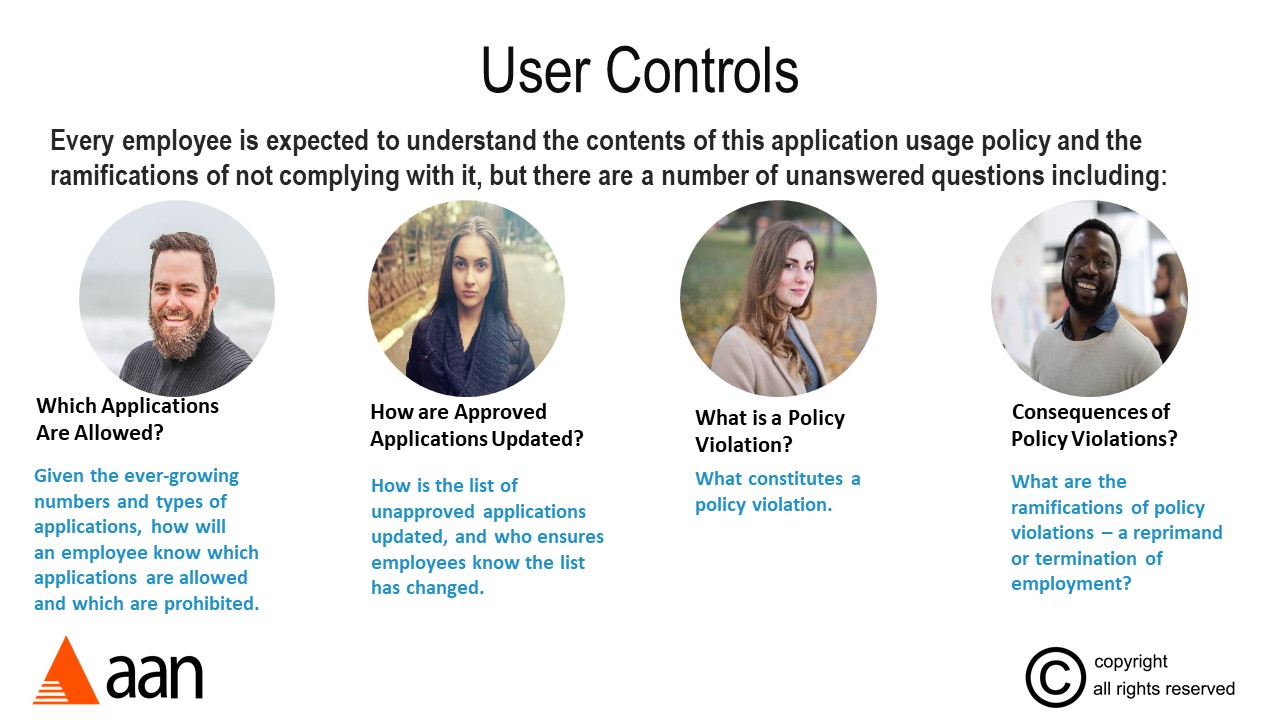 User Controls
Every employee is expected to understand the contents of this application usage policy and the
ramifications of not complying with it, but there are a number of unanswered questions including:
Which Applications
Are Allowed?
Given the ever-growing
numbers and types of
applications, how will
an employee know which
applications are allowed
and which are prohibited.
How are Approved
Applications Updated?
How is the list of
unapproved applications
updated, and who ensures
employees know the list
has changed.
What is a Policy
Violation?
What constitutes a
policy violation.
Consequences of
Policy Violations?
What are the
ramifications of policy
violations – a reprimand
or termination of
employment?
aan
© copyright
all rights reserved